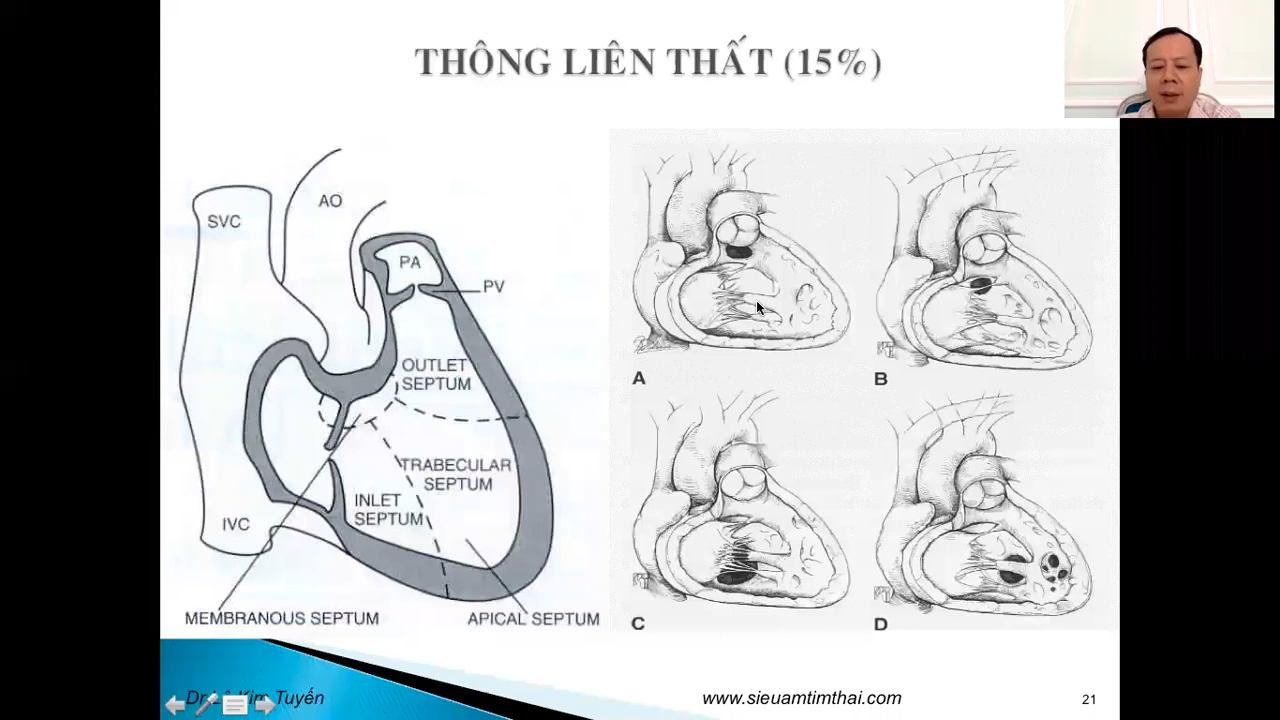 THÔNG LIÊN THẤT (15%)
SVC
AO
PA
PV
OUTLET
SEPTUM
TRABECULAR
SEPTUM
INLET
SEPTUM
IVC
MEMBRANOUS SEPTUM
APICAL SEPTUM
A
B
C
D
Dr Lê Kim Tuyến
www.sieuamtimthai.com
21